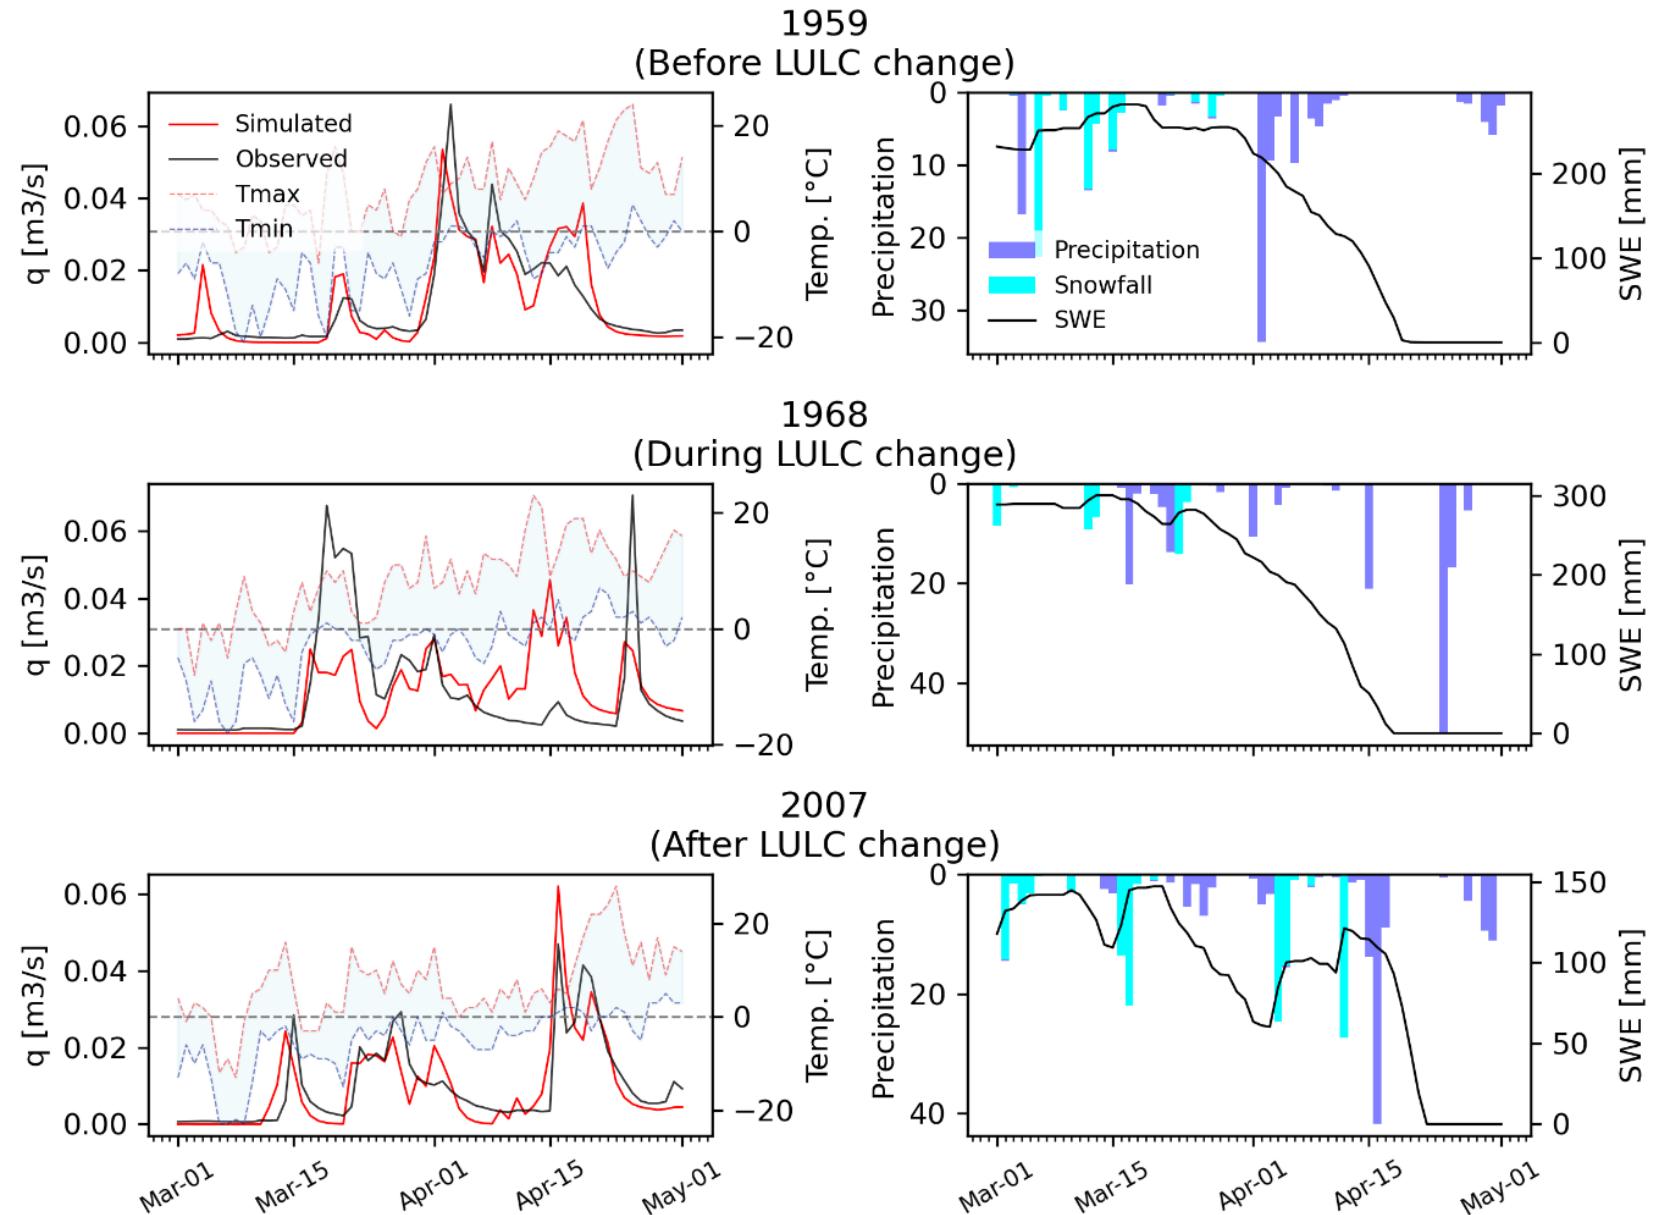 1959
(Before LULC change)
0.06
0.04
0.02
0.00
q [m3/s]
Simulated
Observed
Tmax
Tmin
20
0
−20
Temp. [°C]
0
10
20
30
Precipitation
Precipitation
Snowfall
SWE
200
100
0
SWE [mm]
1968
(During LULC change)
0.06
0.04
0.02
0.00
q [m3/s]
20
0
−20
Temp. [°C]
0
20
40
Precipitation
300
200
100
0
SWE [mm]
2007
(After LULC change)
0.06
0.04
0.02
0.00
q [m3/s]
20
0
−20
Temp. [°C]
0
20
40
Precipitation
150
100
50
0
SWE [mm]
Mar-01
Mar-15
Apr-01
Apr-15
May-01
Mar-01
Mar-15
Apr-01
Apr-15
May-01